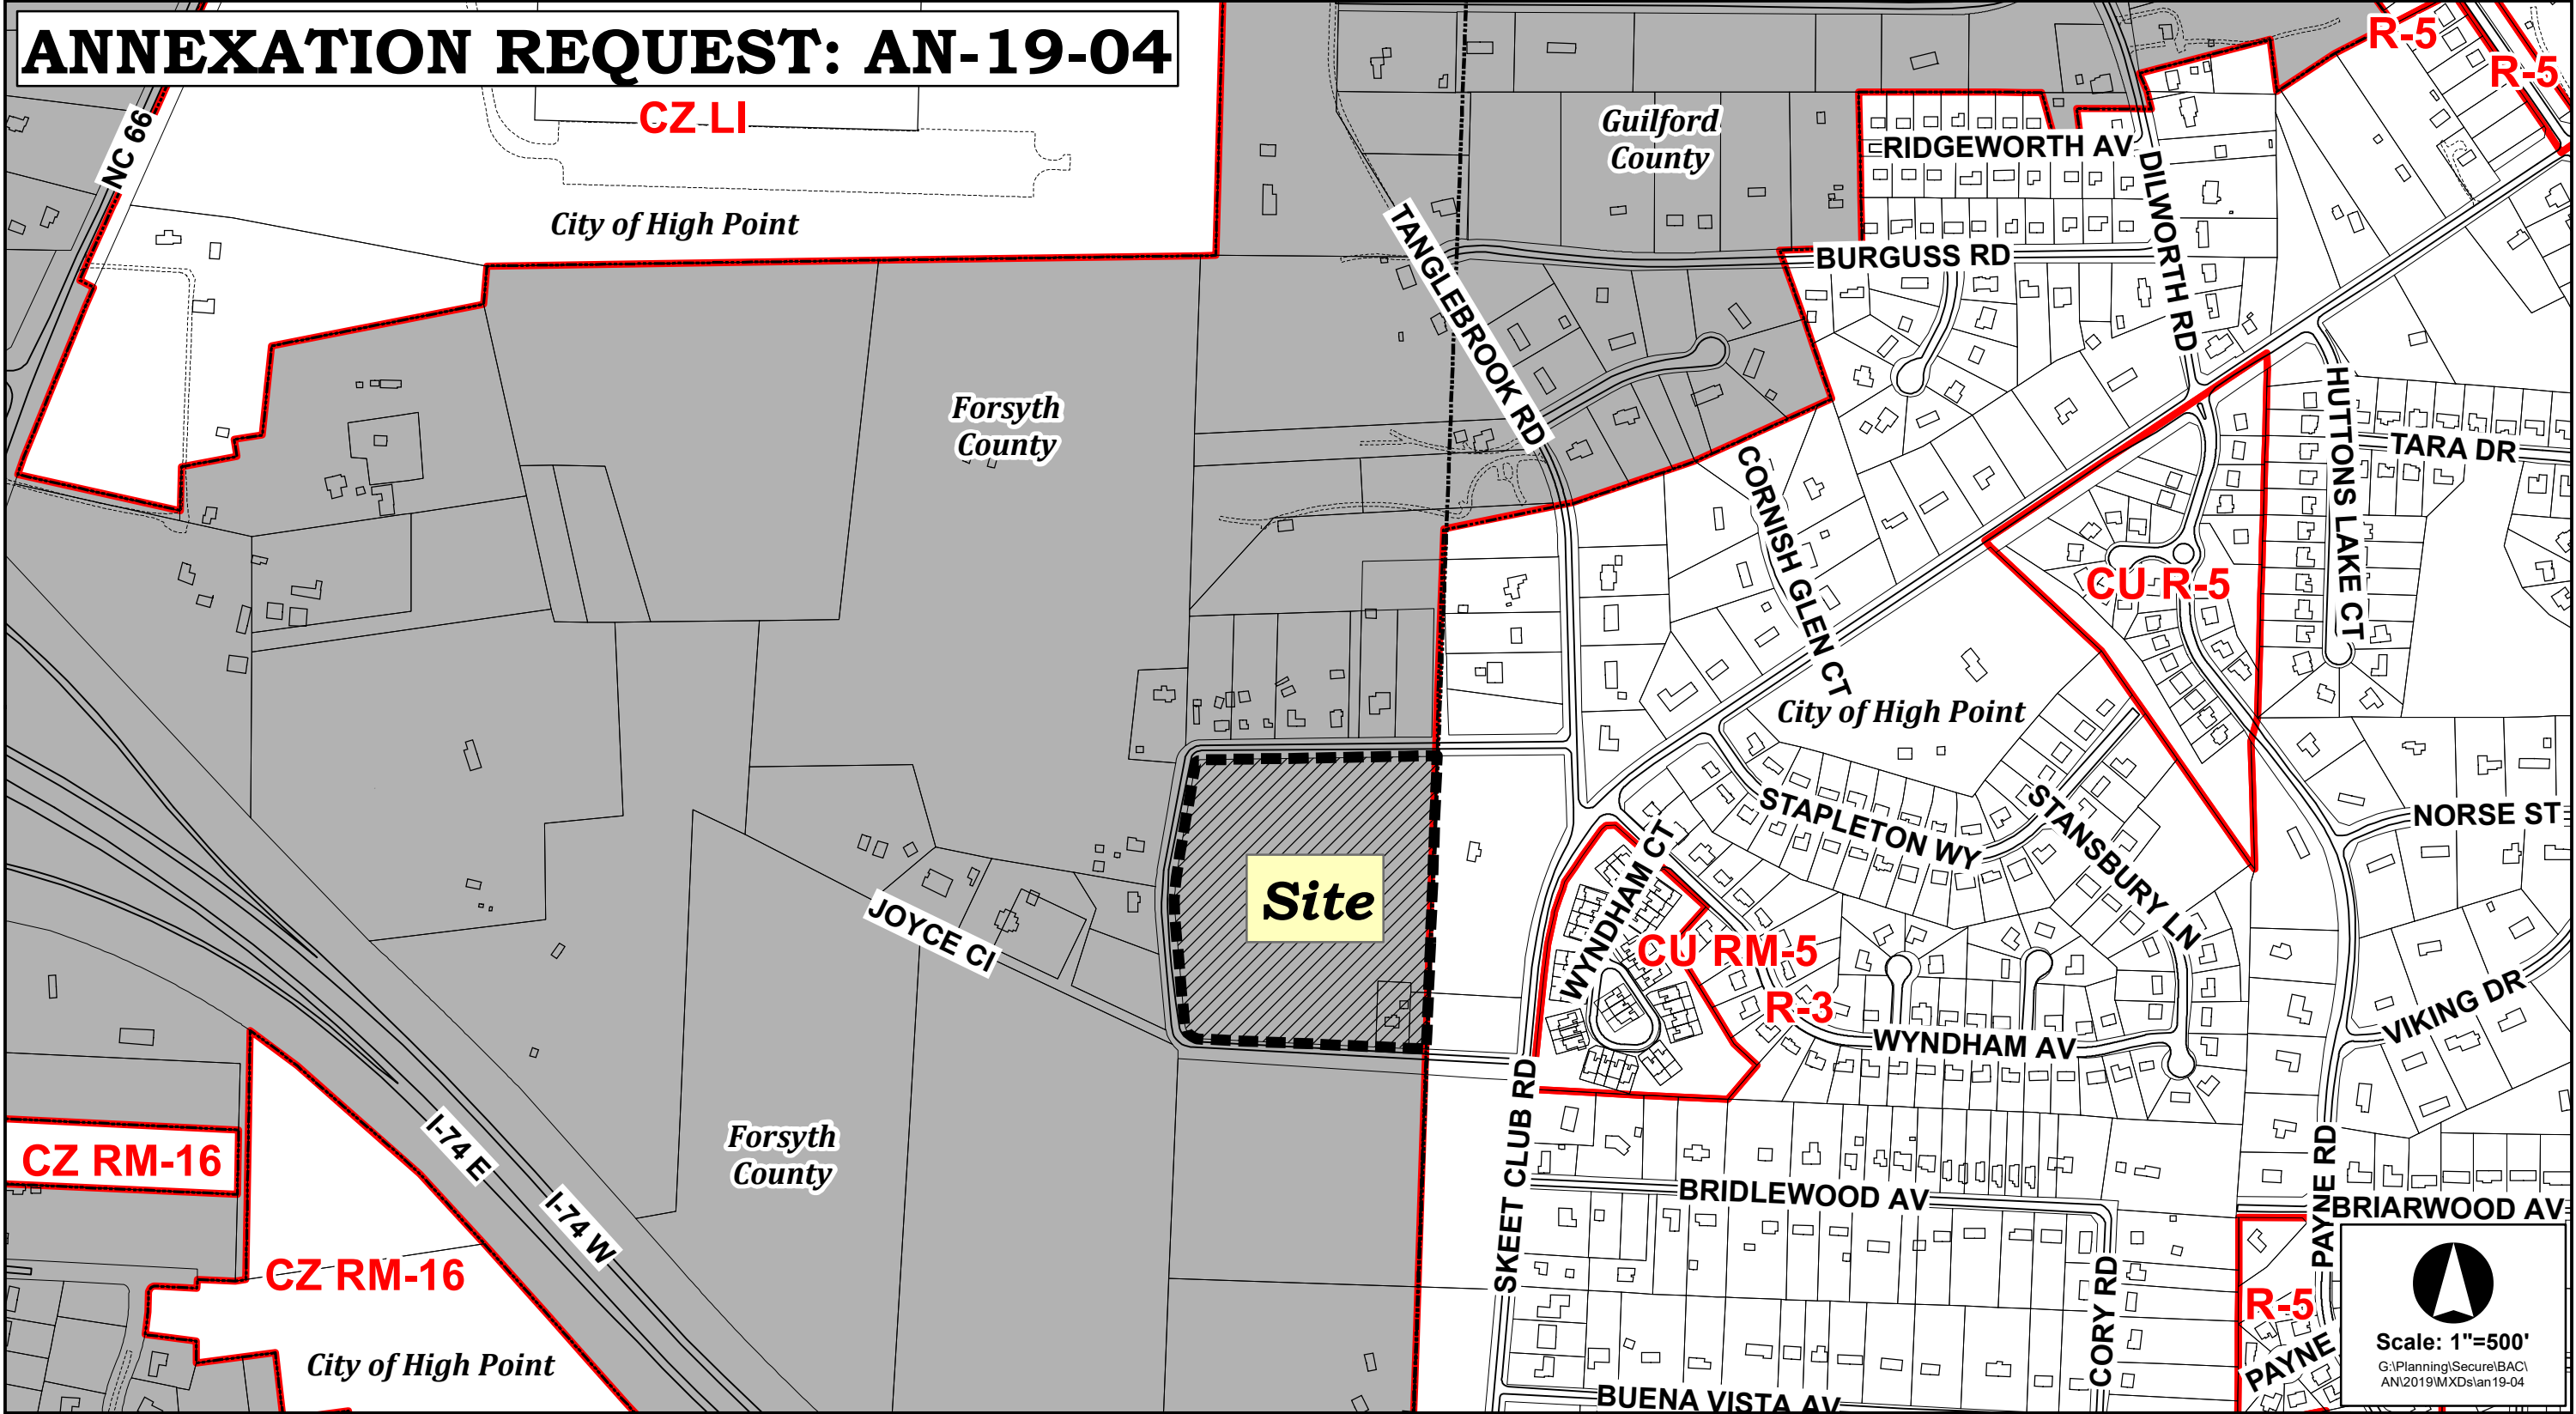 ANNEXATION REQUEST: AN-19-04
R-5
R-5
CZ LI
NC 66
Guilford
County
RIDGEWORTH AV
DILWORTH RD
City of High Point
TANGLEBROOK RD
BURGUSS RD
Forsyth
County
HUTTONS LAKE CT
TARA DR
CORNISH GLEN CT
CU R-5
City of High Point
STAPLETON WY
STANSBURY LN
NORSE ST
Site
JOYCE CI
WYNDHAM CT
CU RM-5
R-3
WYNDHAM AV
VIKING DR
SKEET CLUB RD
Forsyth
County
I-74 E
I-74 W
CZ RM-16
CZ RM-16
City of High Point
BRIDLEWOOD AV
PAYNE RD
BRIARWOOD AV
CORY RD
R-5
PAYNE
BUENA VISTA AV
Scale: 1"=500'
G:\Planning\Secure\BAC\
AN\2019\MXDs\an19-04